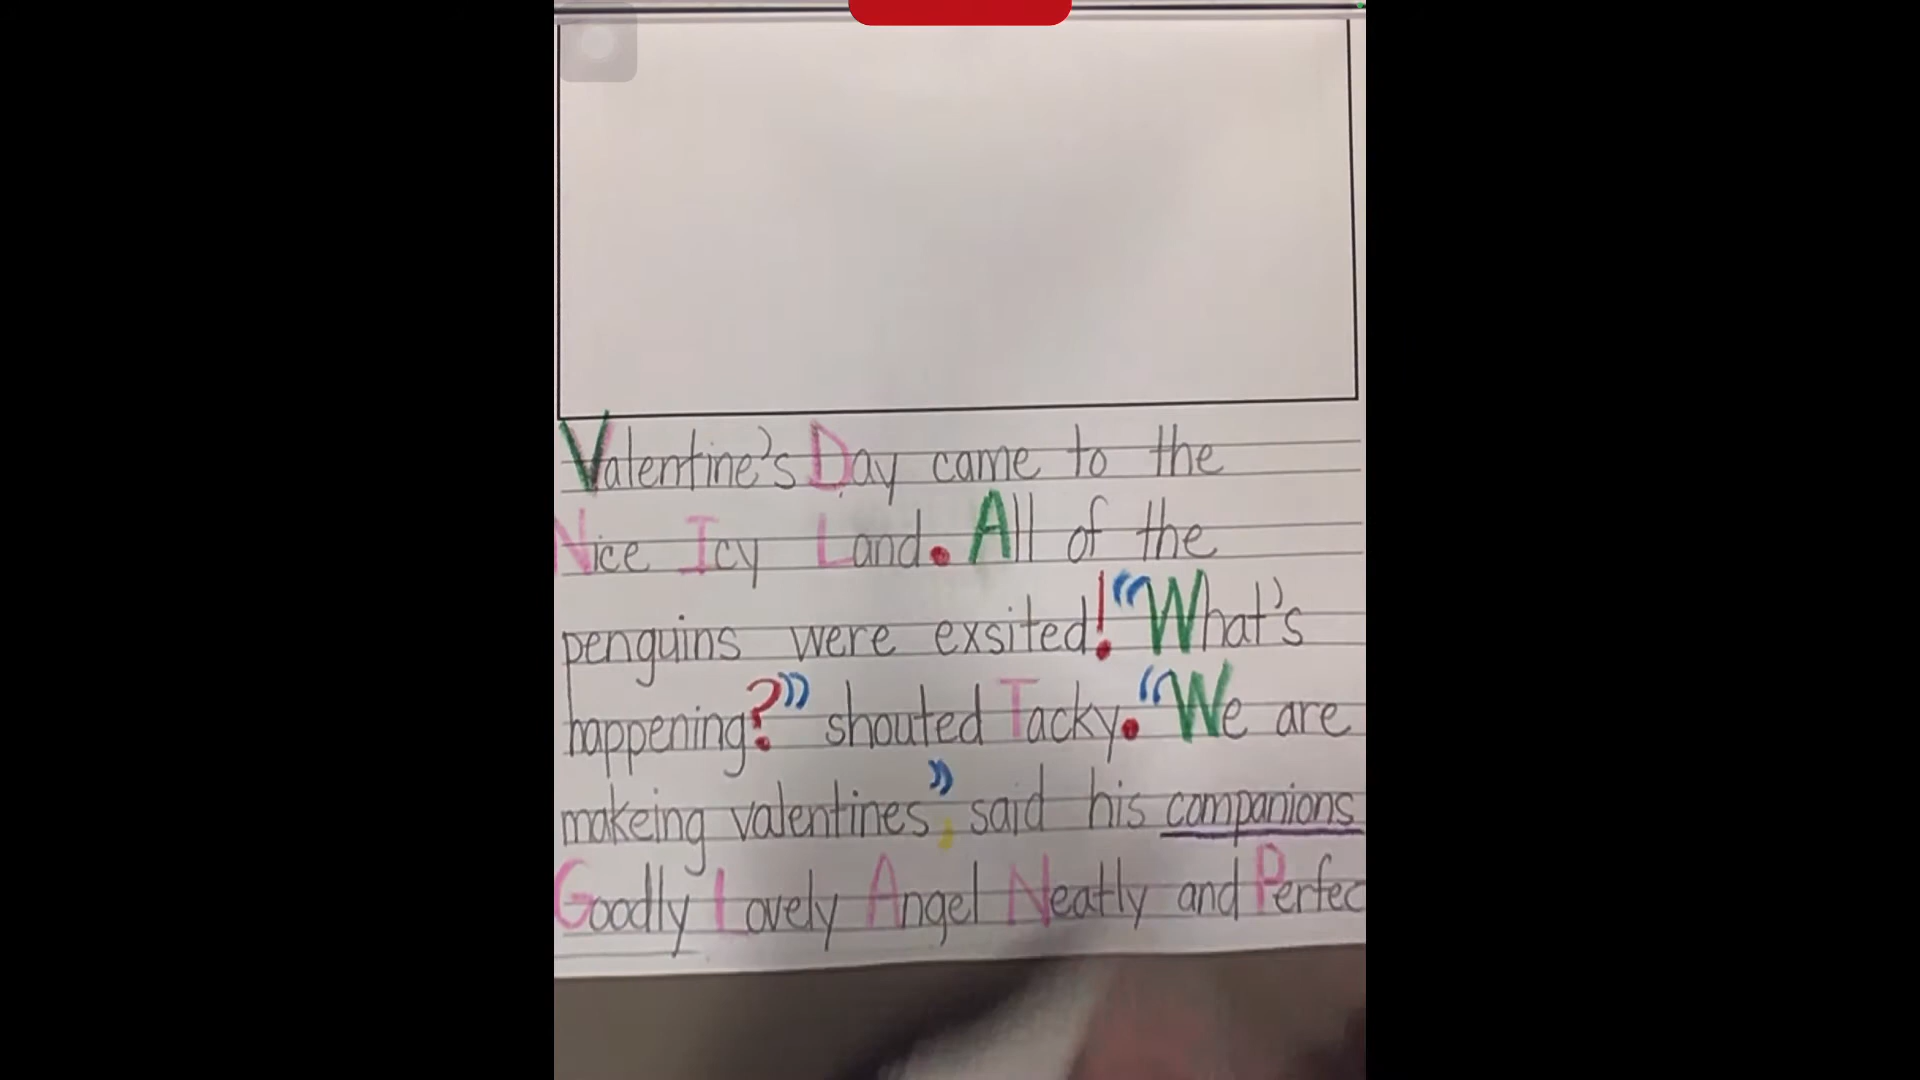 Valentine's Day came to the
Nice Icy Land. All of the
penguins were exsited! "What's
happening?" shouted Tacky. "We are
makeing valentines", said his companions
Goodly Lovely Angel Neatly and Perfec